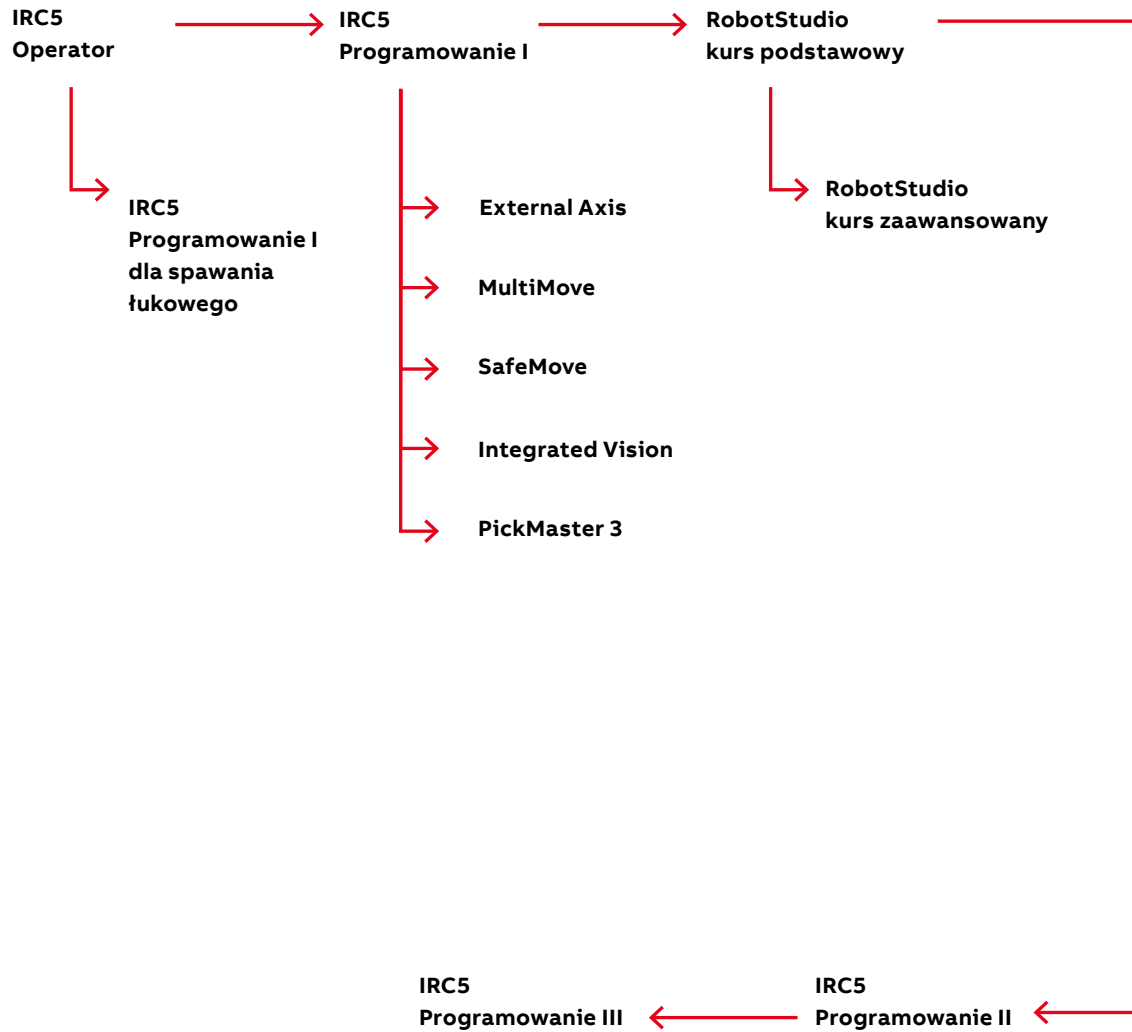 IRC5
Operator
IRC5
Programowanie I
RobotStudio
kurs podstawowy
IRC5
Programowanie I
dla spawania
łukowego
External Axis
MultiMove
SafeMove
Integrated Vision
PickMaster 3
RobotStudio
kurs zaawansowany
IRC5
Programowanie III
IRC5
Programowanie II